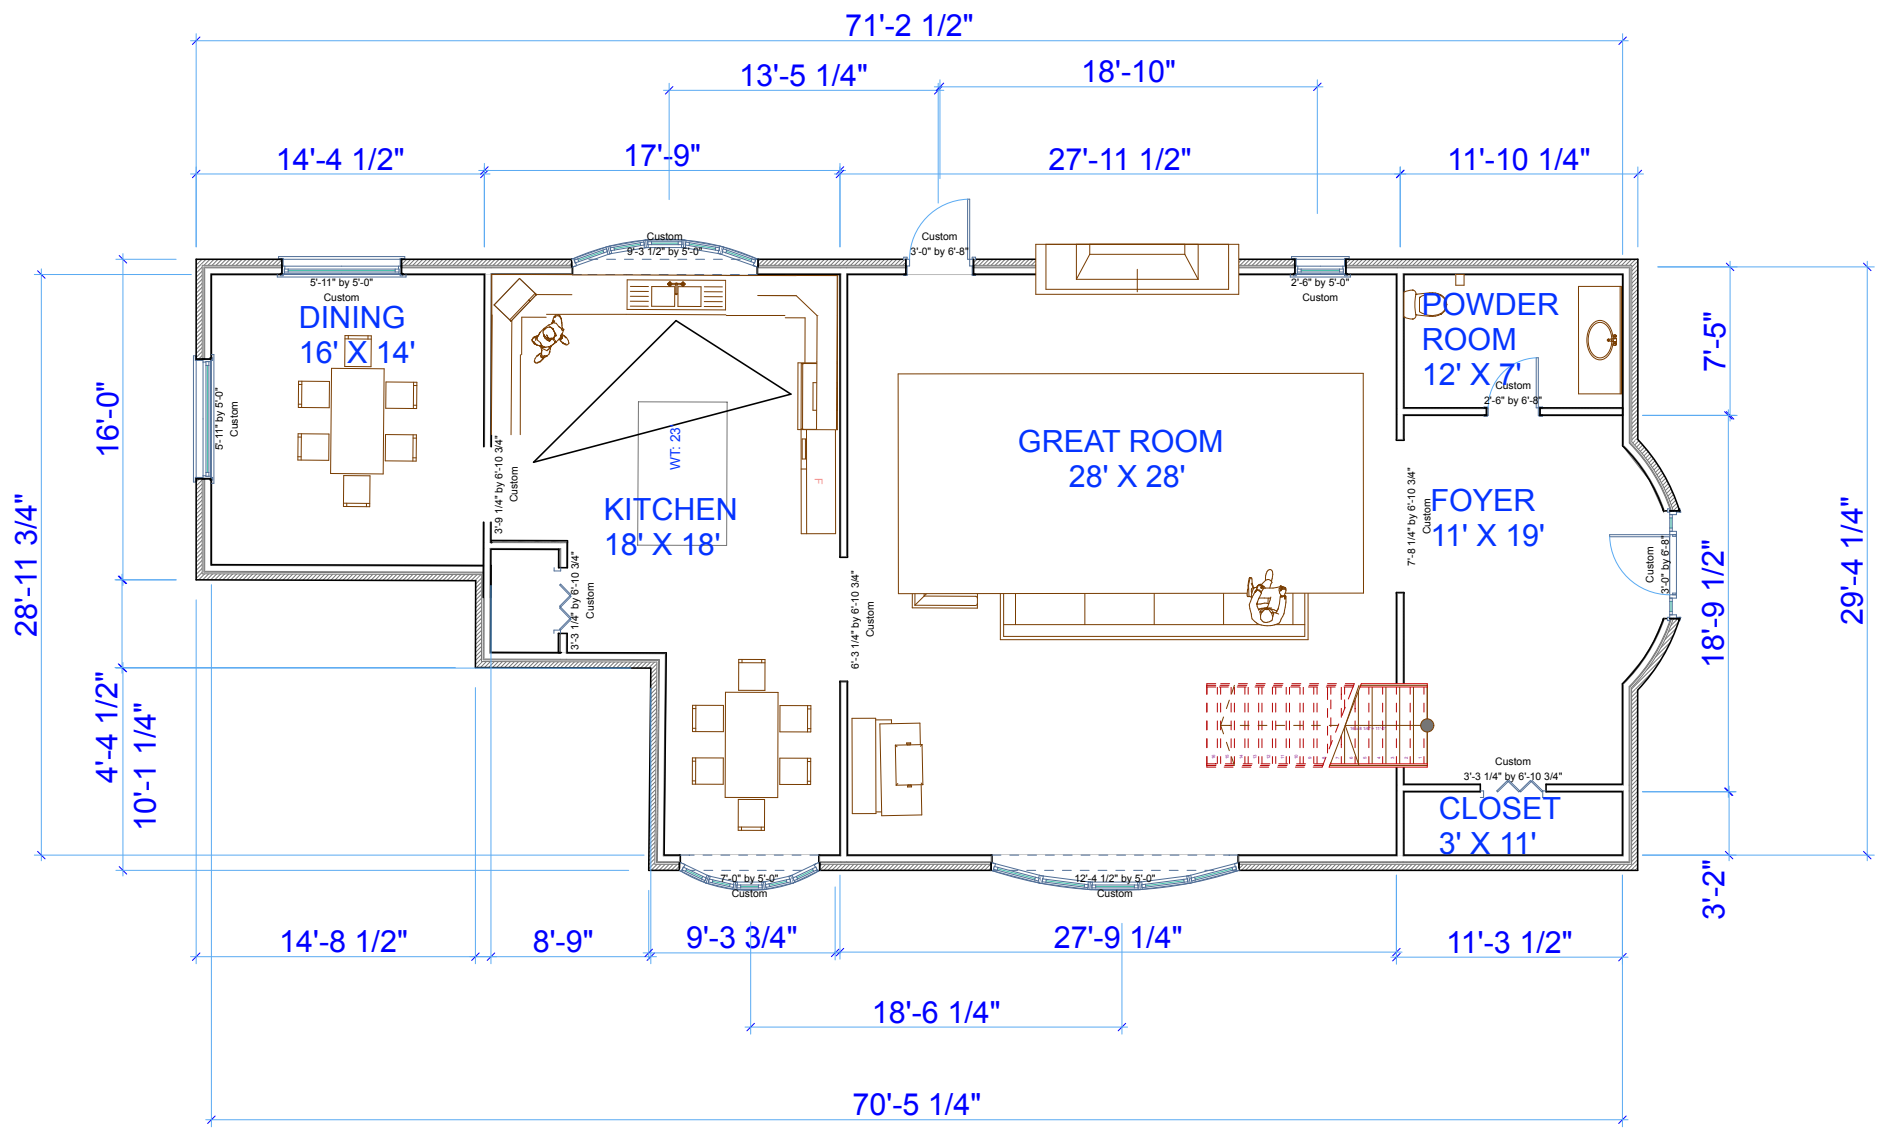 71'-2 1/2"
13'-5 1/4"
18'-10"
14'-4 1/2"
17'-9"
27'-11 1/2"
11'-10 1/4"
Custom
9'-3 1/2" by 5'-0"
Custom
3'-0" by 6'-8"
5'-11" by 5'-0"
Custom
2'-6" by 5'-0"
Custom
DINING
16' X 14'
POWDER
ROOM
12' X 7'
Custom
2'-6" by 6'-8"
7'-5"
16'-0"
5'-11" by 5'-0"
Custom
3'-9 1/4" by 6'-10 3/4"
Custom
WT: 23
F
KITCHEN
18' X 18'
GREAT ROOM
28' X 28'
7'-8 1/4" by 6'-10 3/4"
Custom
FOYER
11' X 19'
Custom
3'-0" by 6'-8"
28'-11 3/4"
29'-4 1/4"
18'-9 1/2"
3'-3 1/4" by 6'-10 3/4"
Custom
6'-3 1/4" by 6'-10 3/4"
Custom
4'-4 1/2"
10'-1 1/4"
Custom
3'-3 1/4" by 6'-10 3/4"
CLOSET
3' X 11'
3'-2"
7'-0" by 5'-0"
Custom
12'-4 1/2" by 5'-0"
Custom
14'-8 1/2"
8'-9"
9'-3 3/4"
27'-9 1/4"
11'-3 1/2"
18'-6 1/4"
70'-5 1/4"